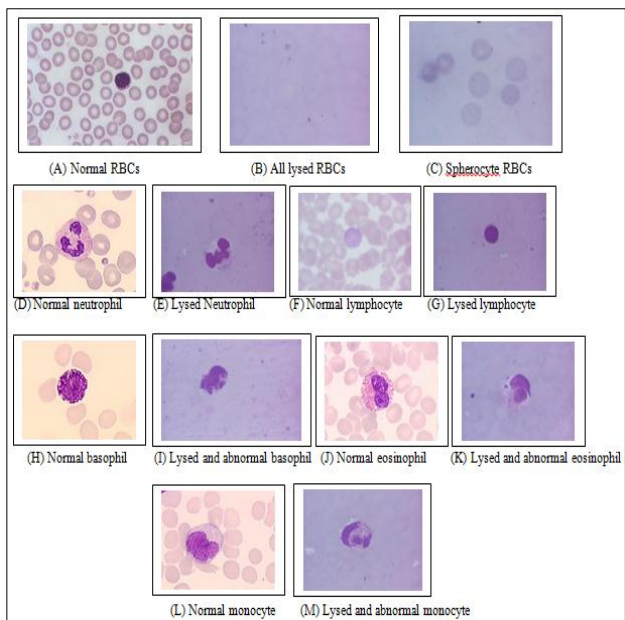 (A) Normal RBCs (B) All lysed RBCs (C) Spherocyte RBCs
(D) Normal neutrophil (E) Lysed Neutrophil (F) Normal lymphocyte (G) Lysed lymphocyte
(H) Normal basophil (I) Lysed and abnormal basophil (J) Normal eosinophil (K) Lysed and abnormal eosinophil
(L) Normal monocyte (M) Lysed and abnormal monocyte